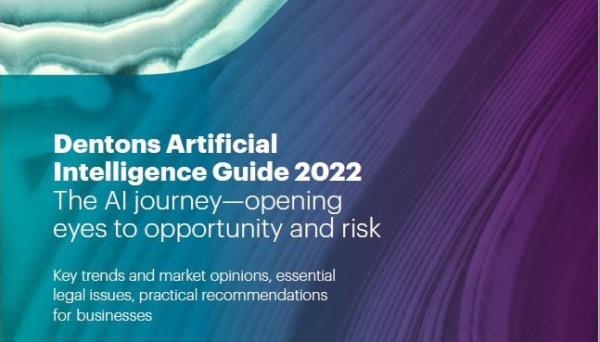 Dentons Artificial
Intelligence Guide 2022
The AI journey—opening
eyes to opportunity and risk
Key trends and market opinions, essential
legal issues, practical recommendations
for businesses